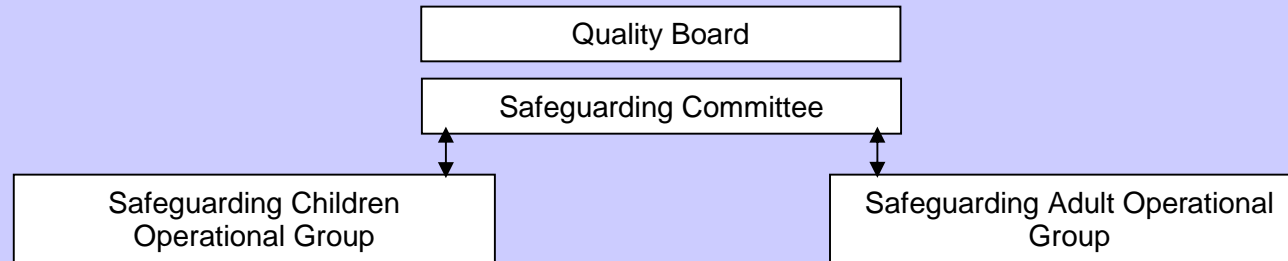 Quality Board
Safeguarding Committee
Safeguarding Children
Operational Group
Safeguarding Adult Operational
Group